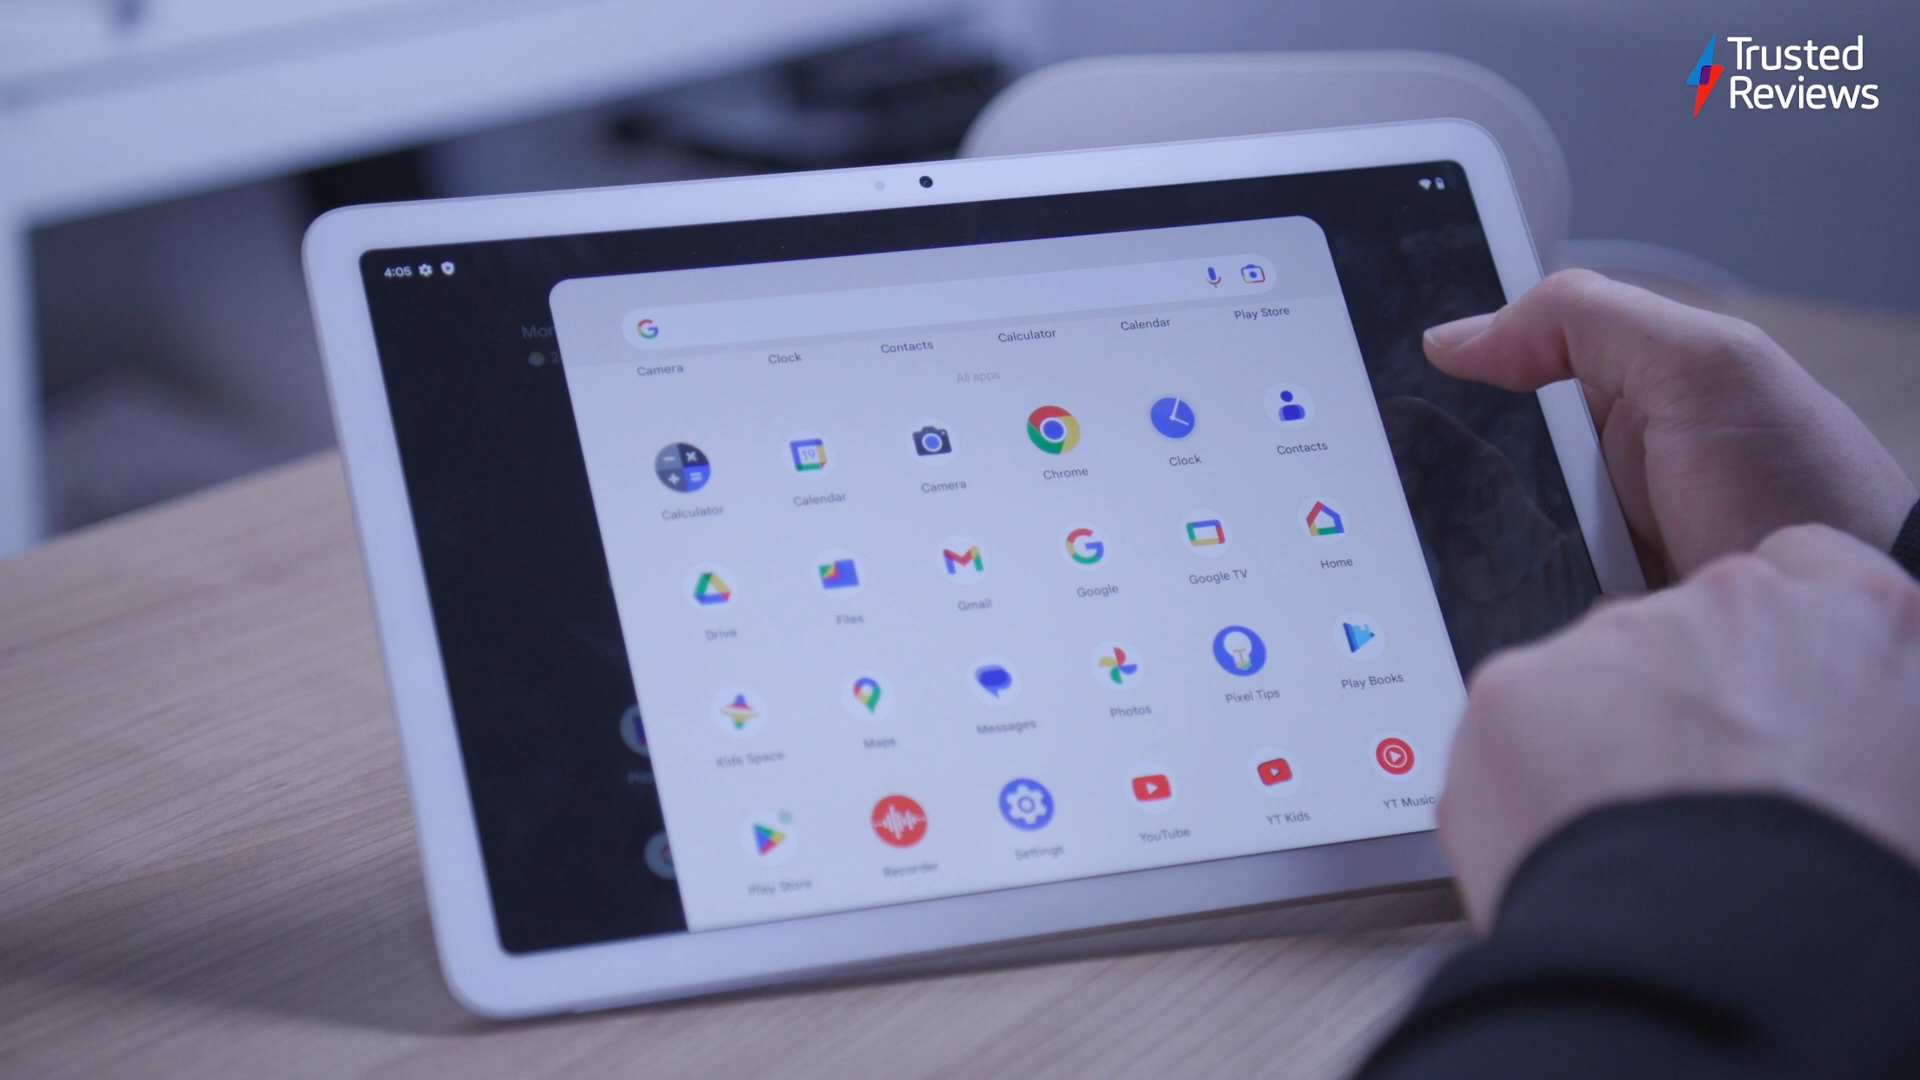 Trusted
Reviews
4:05
Mon
Camera Clock Contacts Calculator Calendar Play Store
All apps
Calculator Calendar Camera Chrome Clock Contacts
Drive Files Gmail Google Google TV Home
Kids Space Maps Messages Photos Pixel Tips Play Books
Play Store Recorder Settings YouTube YT Kids YT Music